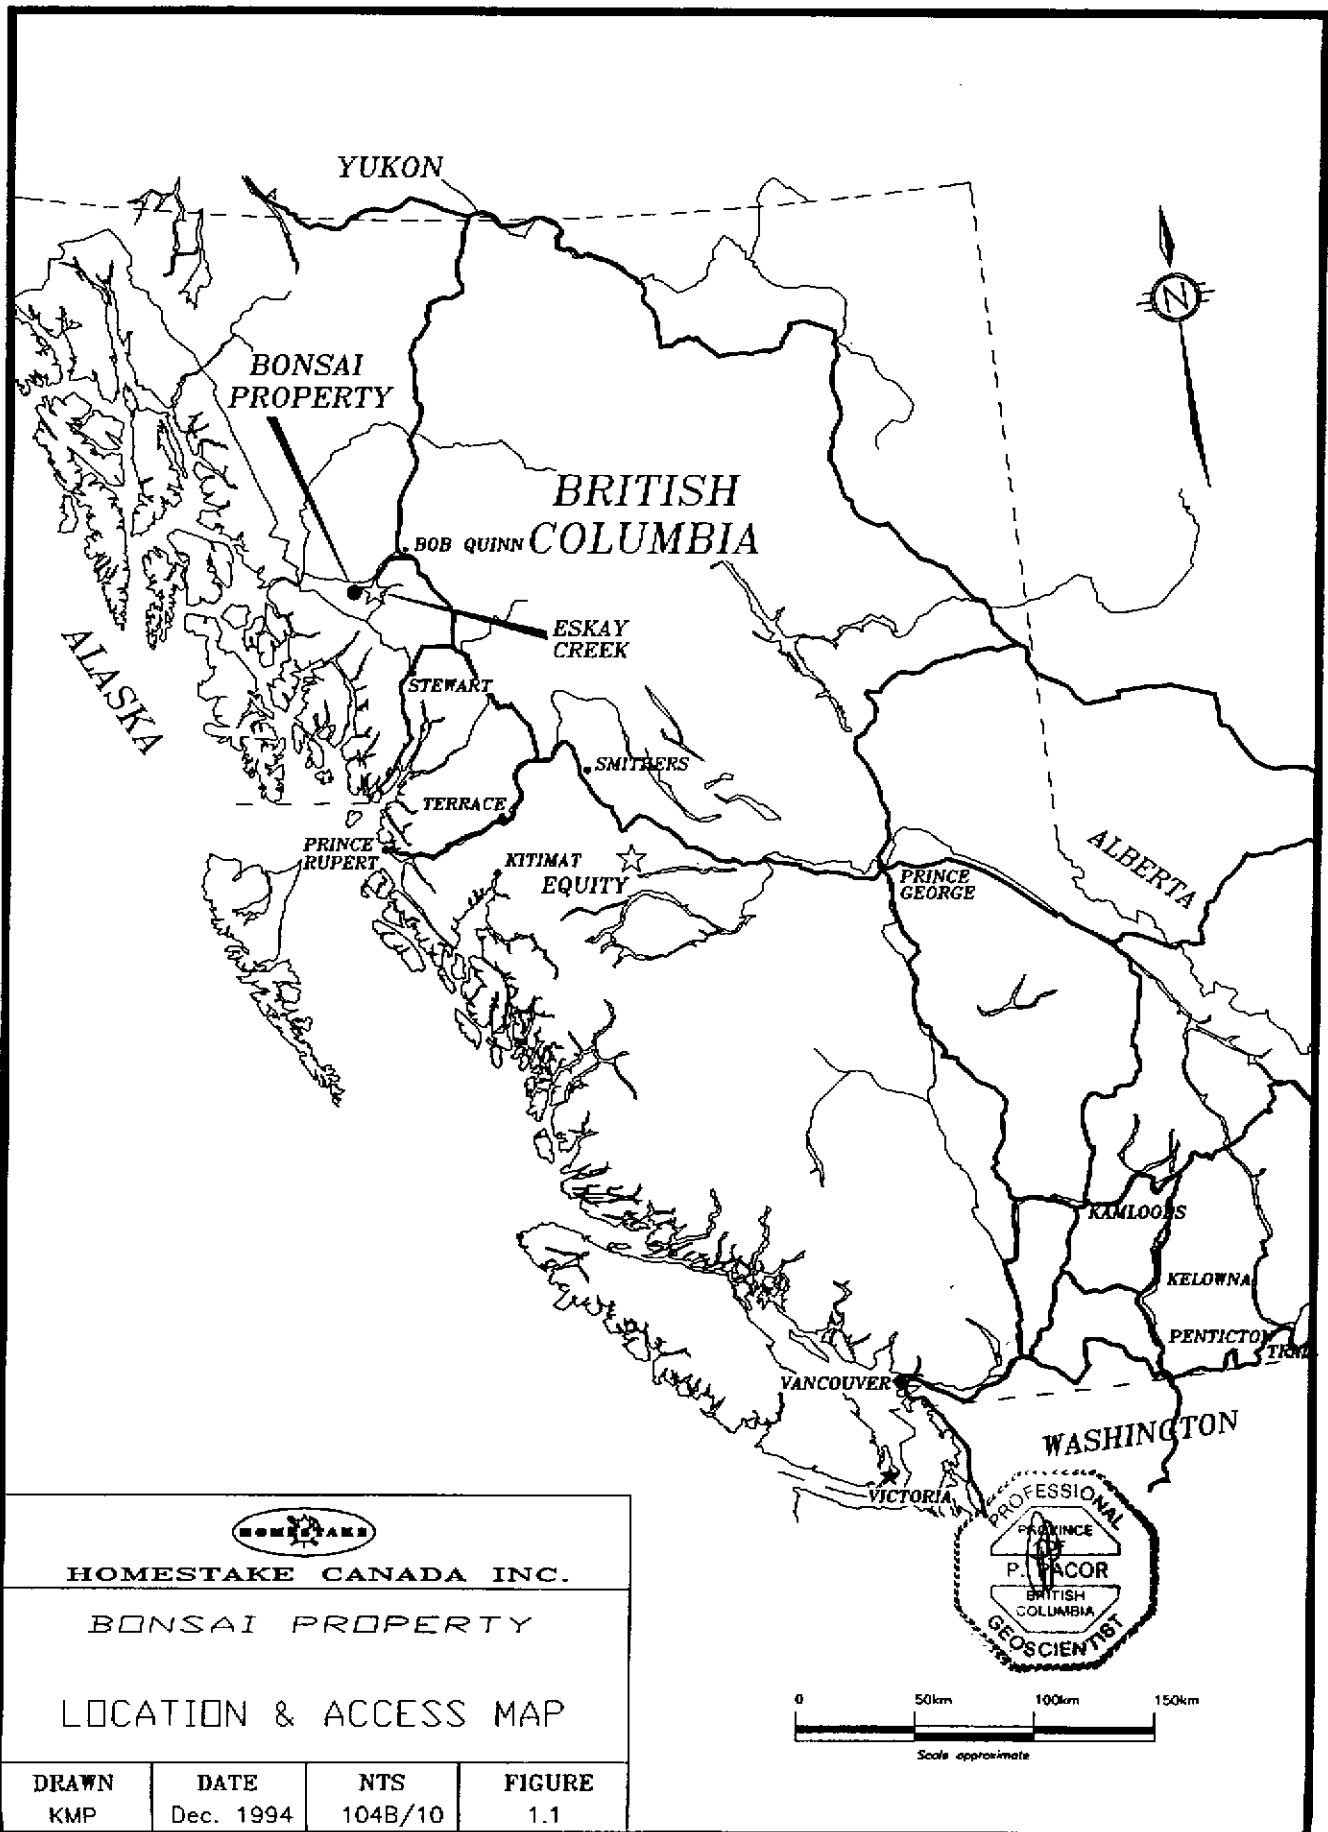 YUKON
N
BONSAI
PROPERTY
BRITISH
COLUMBIA
BOB QUINN
ESKAY
CREEK
ALASKA
STEWART
SMITHERS
TERRACE
PRINCE
RUPERT
KITIMAT
EQUITY
PRINCE
GEORGE
ALBERTA
KAMLOOPS
KELOWNA
PENTICTON
VANCOUVER
WASHINGTON
VICTORIA
PROFESSIONAL
PROVINCE
OF
P. PACOR
BRITISH
COLUMBIA
GEOSCIENTIST
HOMESTAKE
HOMESTAKE CANADA INC.
BONSAI PROPERTY
LOCATION & ACCESS MAP
DRAWN DATE NTS FIGURE
KMP Dec. 1994 104B/10 1.1
0 50km 100km 150km
Scale approximate